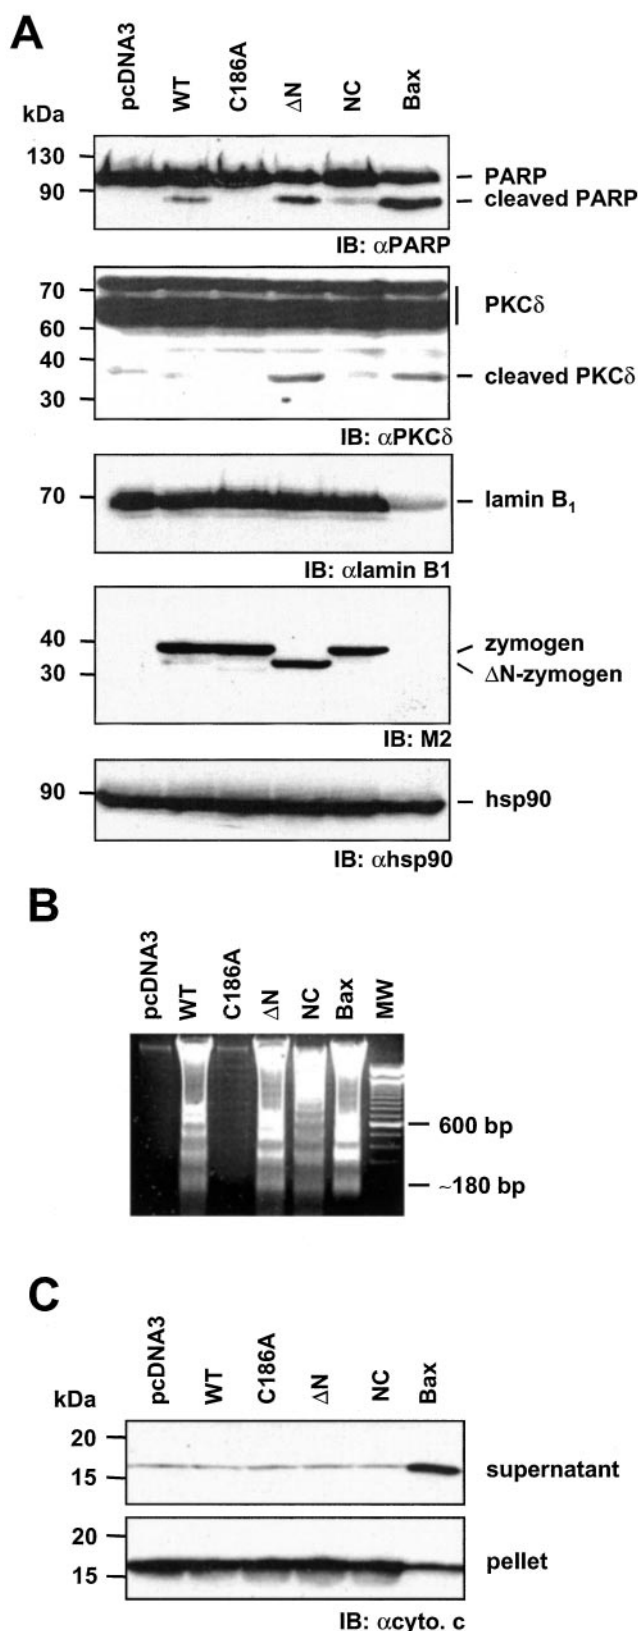 A
pcDNA3 WT C186A ΔN NC Bax
kDa
130
90
PARP
cleaved PARP
IB: αPARP
70
60
40
30
PKCδ
cleaved PKCδ
IB: αPKCδ
70
lamin B₁
IB: αlamin B1
40
30
zymogen
ΔN-zymogen
IB: M2
90
hsp90
IB: αhsp90
B
pcDNA3 WT C186A ΔN NC Bax MW
600 bp
~180 bp
C
pcDNA3 WT C186A ΔN NC Bax
kDa
20
15
supernatant
20
15
pellet
IB: αcyto. c